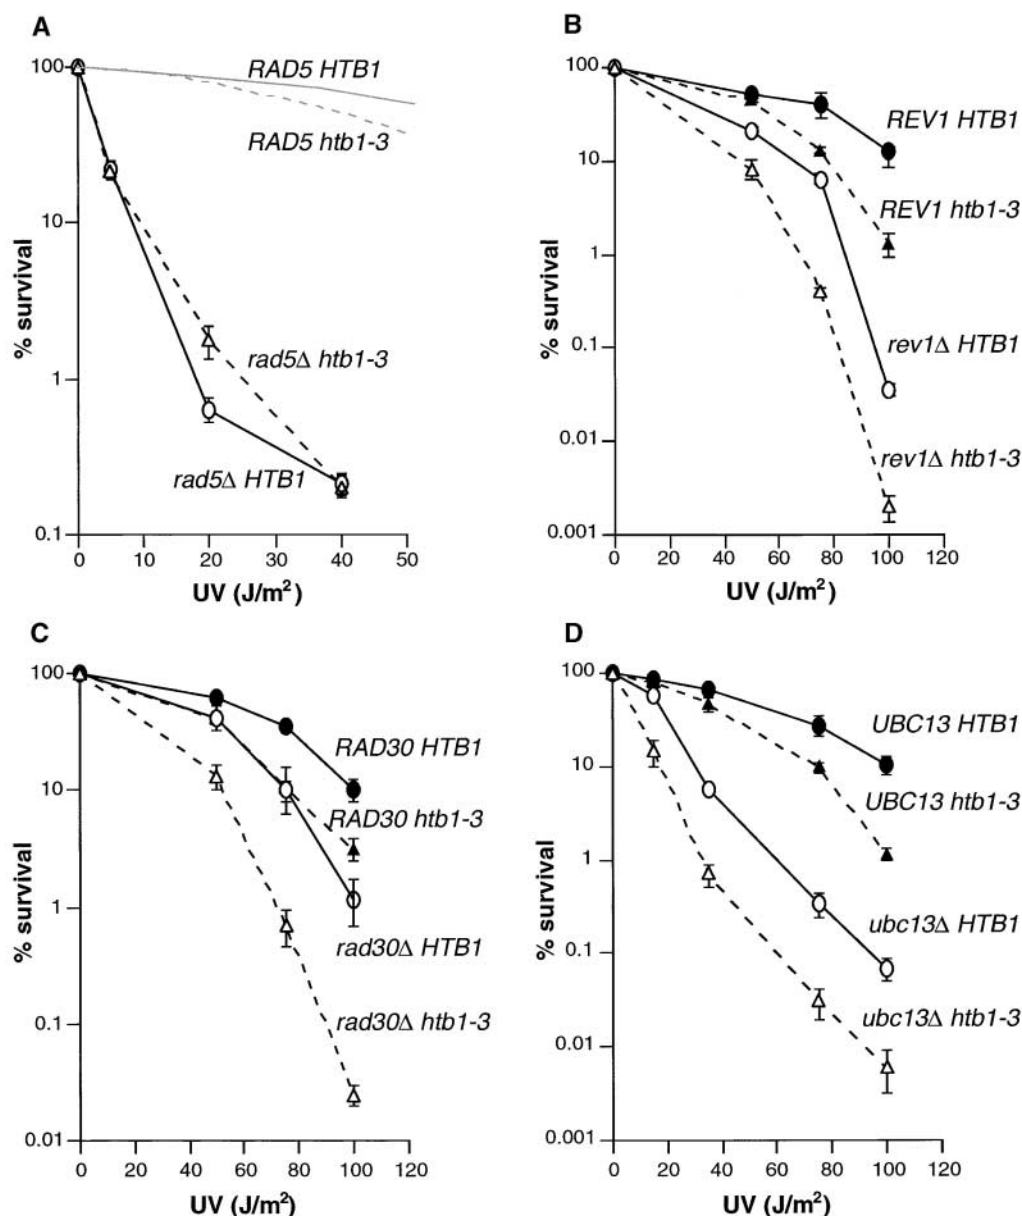 A
100
10
1
0.1
% survival
RAD5 HTB1
RAD5 htb1-3
rad5Δ htb1-3
rad5Δ HTB1
0 10 20 30 40 50
UV (J/m²)
B
100
10
1
0.1
0.01
0.001
% survival
REV1 HTB1
REV1 htb1-3
rev1Δ HTB1
rev1Δ htb1-3
0 20 40 60 80 100 120
UV (J/m²)
C
100
10
1
0.1
0.01
% survival
RAD30 HTB1
RAD30 htb1-3
rad30Δ HTB1
rad30Δ htb1-3
0 20 40 60 80 100 120
UV (J/m²)
D
100
10
1
0.1
0.01
0.001
% survival
UBC13 HTB1
UBC13 htb1-3
ubc13Δ HTB1
ubc13Δ htb1-3
0 20 40 60 80 100 120
UV (J/m²)